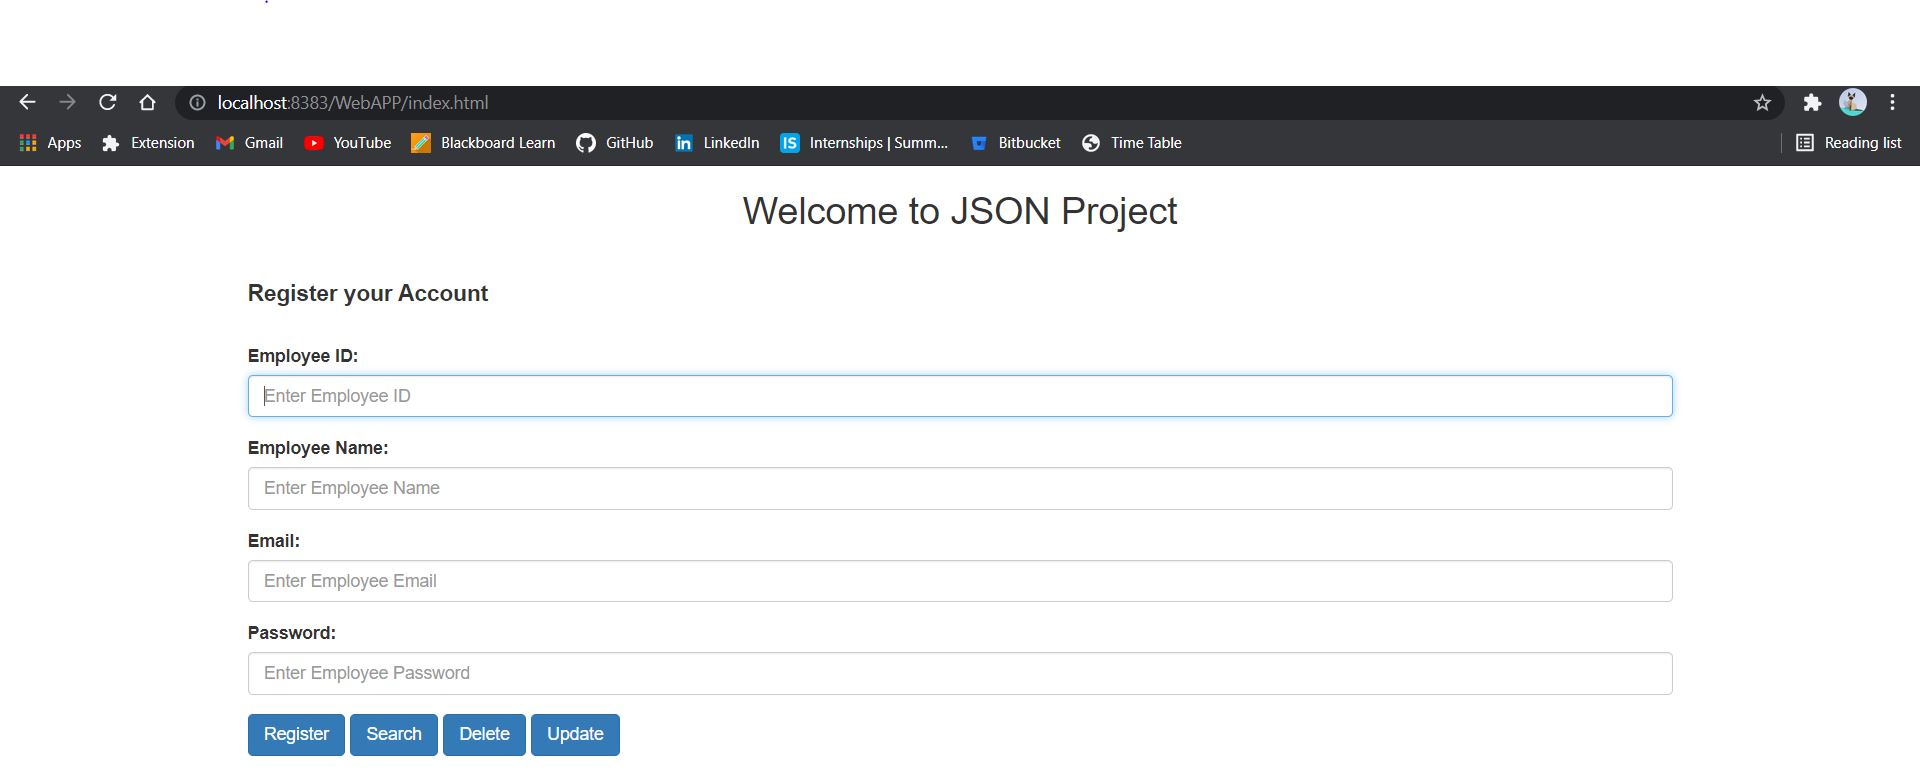 localhost:8383/WebAPP/index.html
Apps Extension Gmail YouTube Blackboard Learn GitHub in LinkedIn IS Internships | Summ... Bitbucket Time Table Reading list
Welcome to JSON Project
Register your Account
Employee ID:
Enter Employee ID
Employee Name:
Enter Employee Name
Email:
Enter Employee Email
Password:
Enter Employee Password
Register Search Delete Update